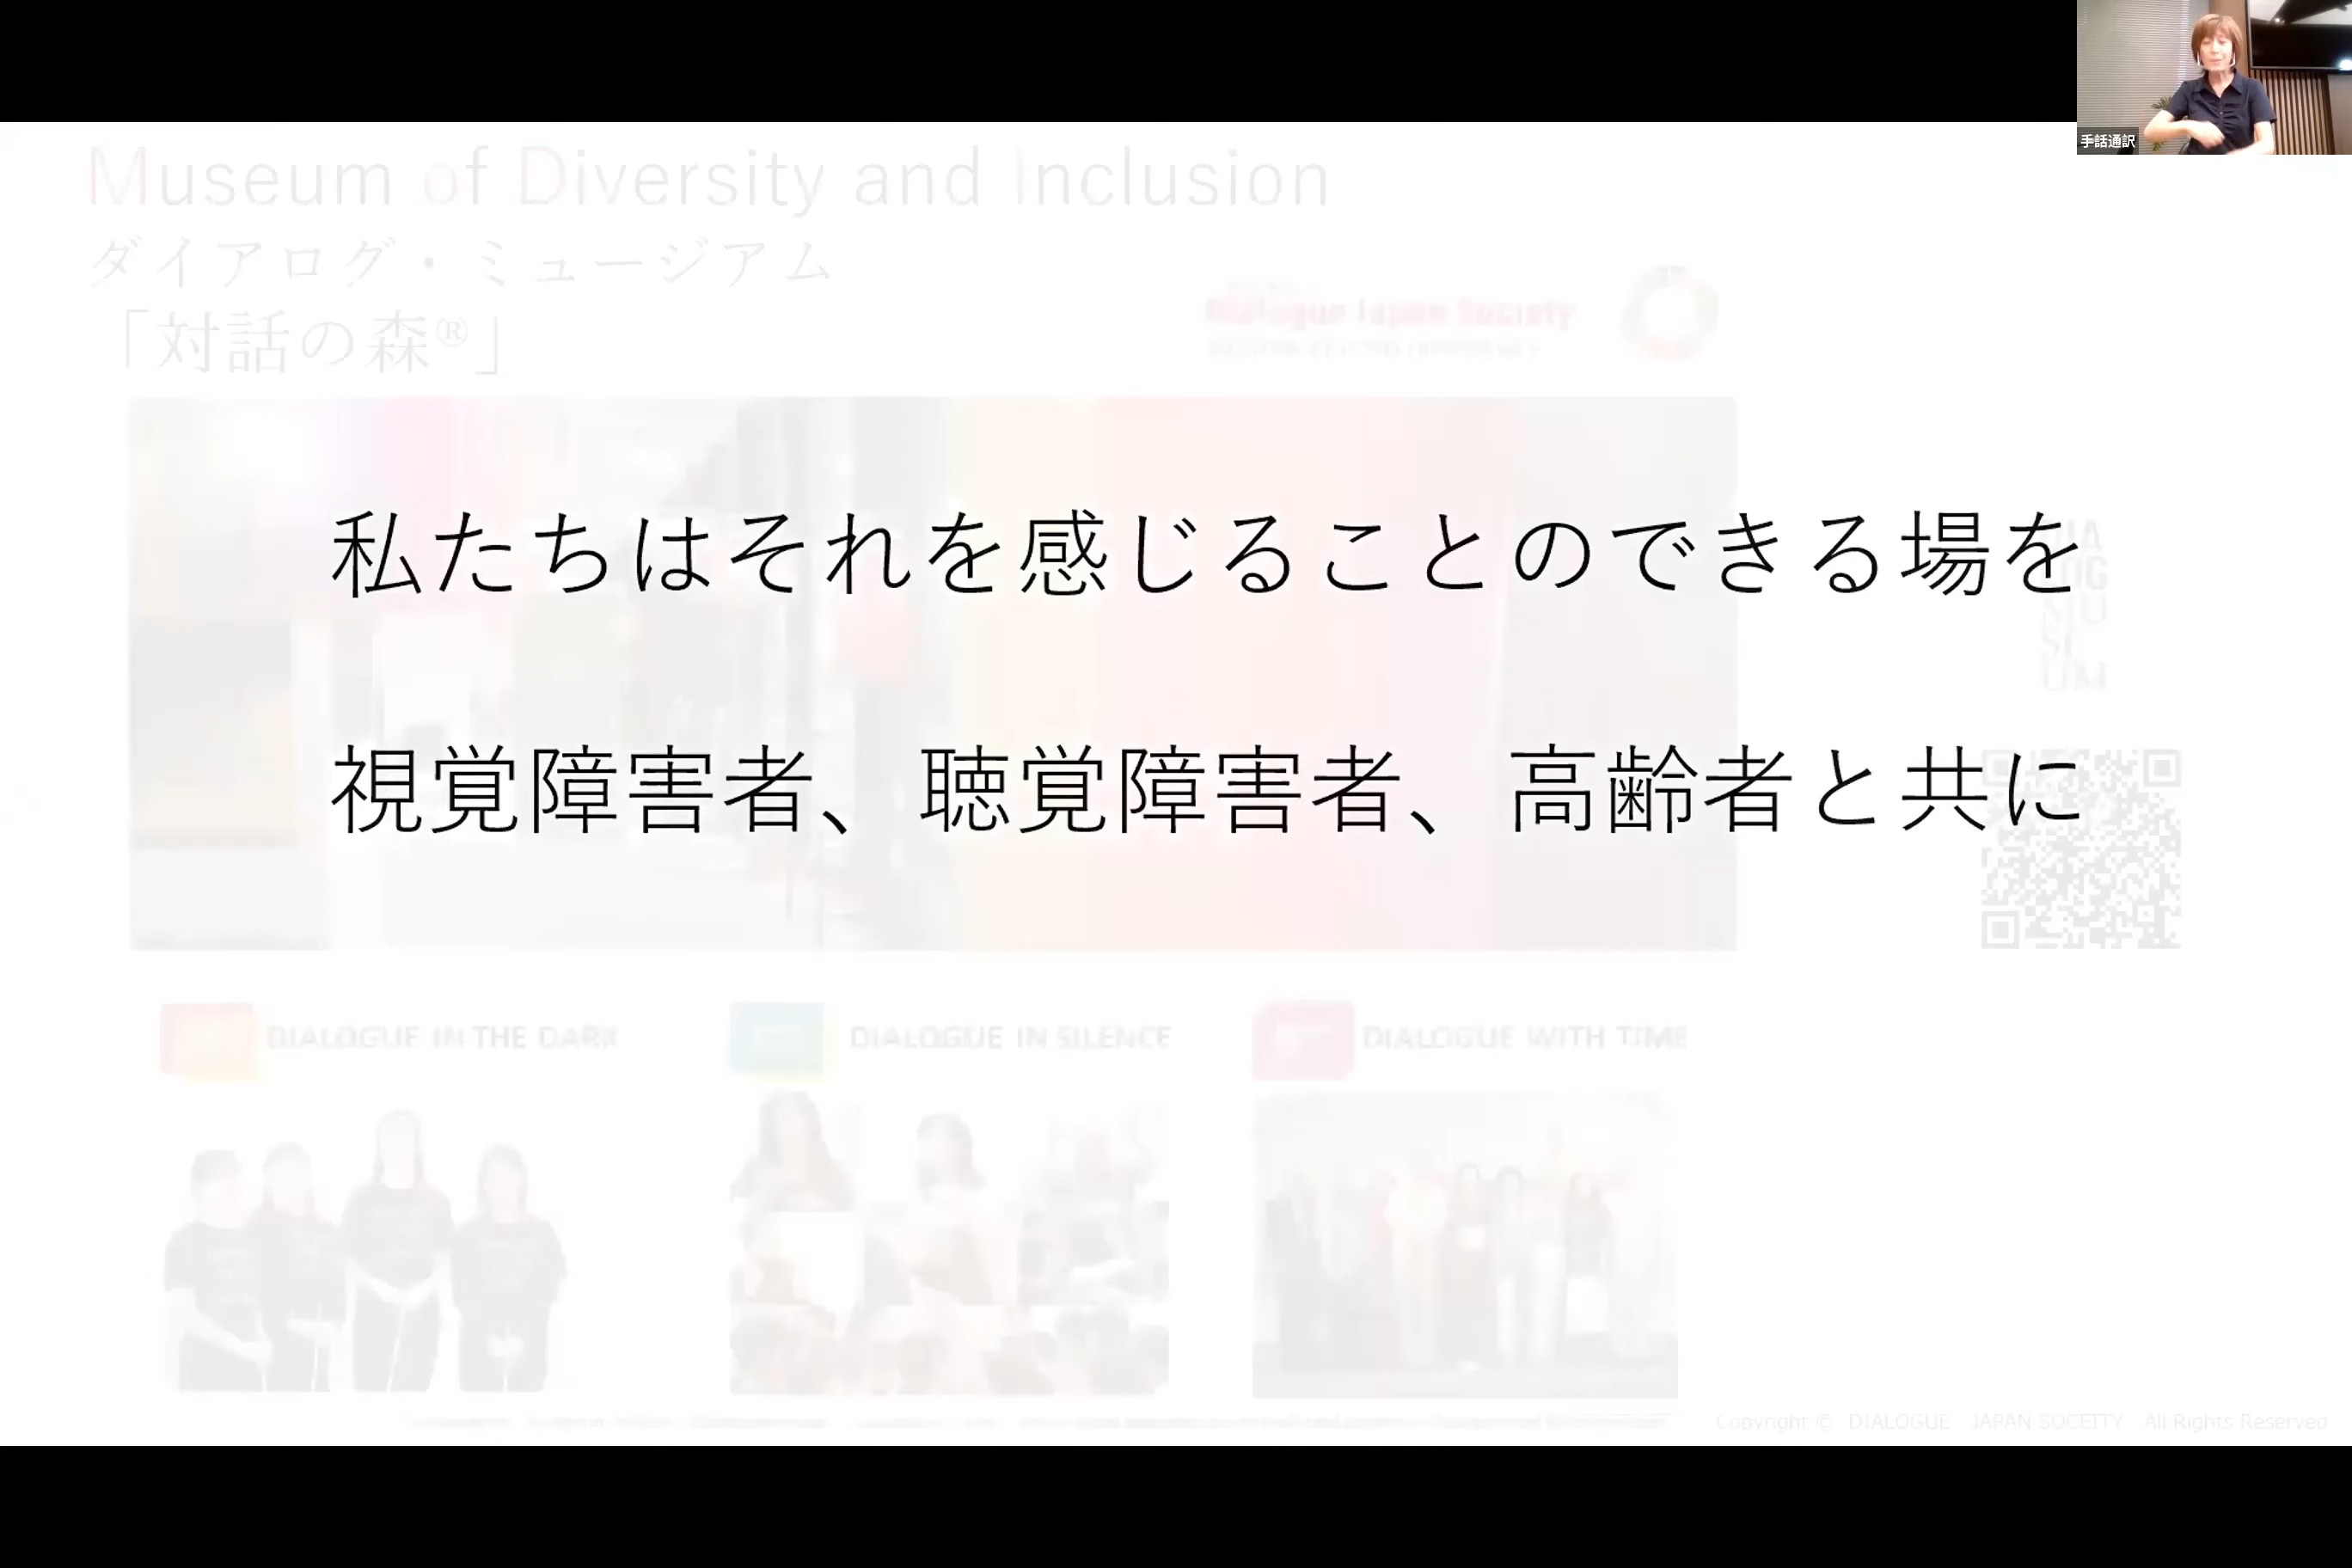 手話通訳
Museum of Diversity and Inclusion
ダイアログ・ミュージアム
「対話の森®」
Dialogue Japan Society
私たちはそれを感じることのできる場を
視覚障害者、聴覚障害者、高齢者と共に
DIALOGUE IN THE DARK
DIALOGUE IN SILENCE
DIALOGUE WITH TIME
Copyright © DIALOGUE JAPAN SOCEITY All Rights Reserved